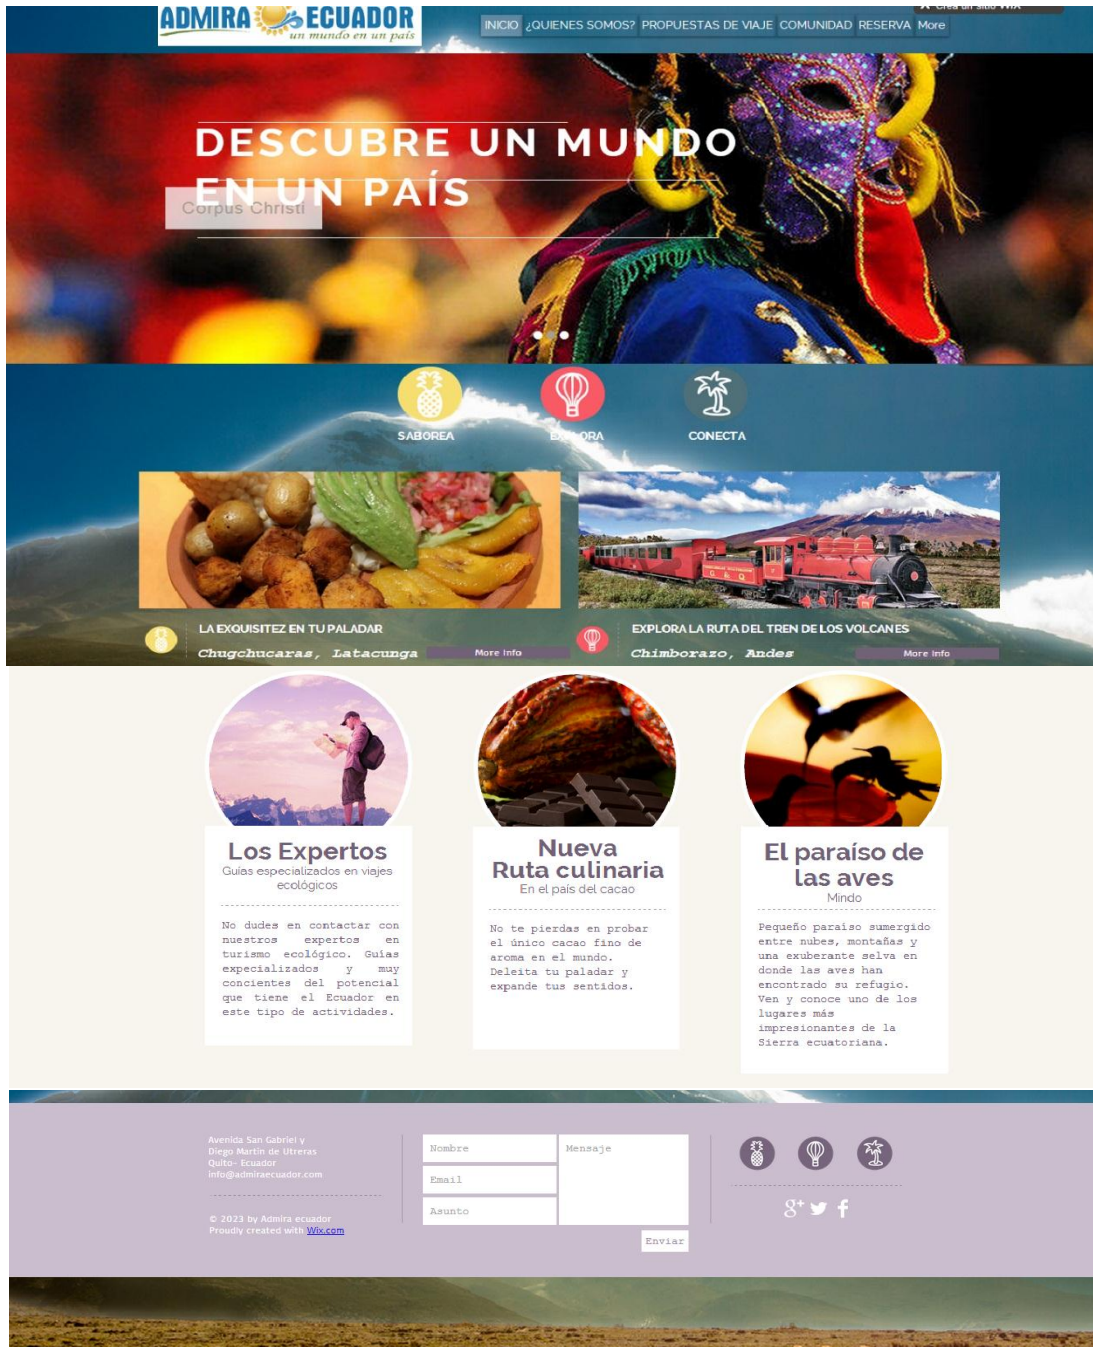 Crea un sitio WIX
ADMIRA ECUADOR
un mundo en un país
INICIO ¿QUIENES SOMOS? PROPUESTAS DE VIAJE COMUNIDAD RESERVA More
DESCUBRE UN MUNDO
EN UN PAÍS
Corpus Christi
SABOREA EXPLORA CONECTA
LA EXQUISITEZ EN TU PALADAR
Chugchucaras, Latacunga More Info
EXPLORA LA RUTA DEL TREN DE LOS VOLCANES
Chimborazo, Andes More Info
Los Expertos
Guías especializados en viajes
ecológicos
No dudes en contactar con
nuestros expertos en
turismo ecológico. Guías
expecializados y muy
concientes del potencial
que tiene el Ecuador en
este tipo de actividades.
Nueva
Ruta culinaria
En el país del cacao
No te pierdas en probar
el único cacao fino de
aroma en el mundo.
Deleita tu paladar y
expande tus sentidos.
El paraíso de
las aves
Mindo
Pequeño paraíso sumergido
entre nubes, montañas y
una exuberante selva en
donde las aves han
encontrado su refugio.
Ven y conoce uno de los
lugares más
impresionantes de la
Sierra ecuatoriana.
Avenida San Gabriel y
Diego Martin de Utreras
Quito- Ecuador
info@admiraecuador.com
© 2023 by Admira ecuador
Proudly created with Wix.com
Nombre
Email
Asunto
Mensaje
Enviar
g+ f